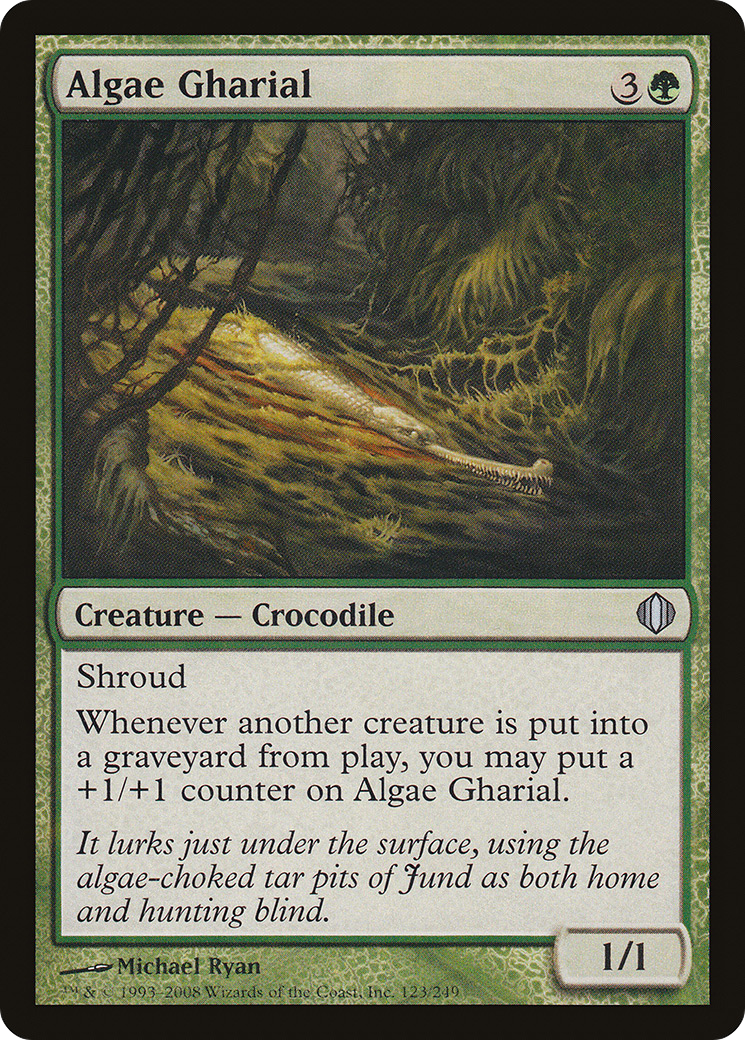 Algae Gharial 3
Creature — Crocodile
Shroud
Whenever another creature is put into
a graveyard from play, you may put a
+1/+1 counter on Algae Gharial.
It lurks just under the surface, using the
algae-choked tar pits of Jund as both home
and hunting blind.
1/1
Michael Ryan
™ & © 1993–2008 Wizards of the Coast, Inc. 123/249